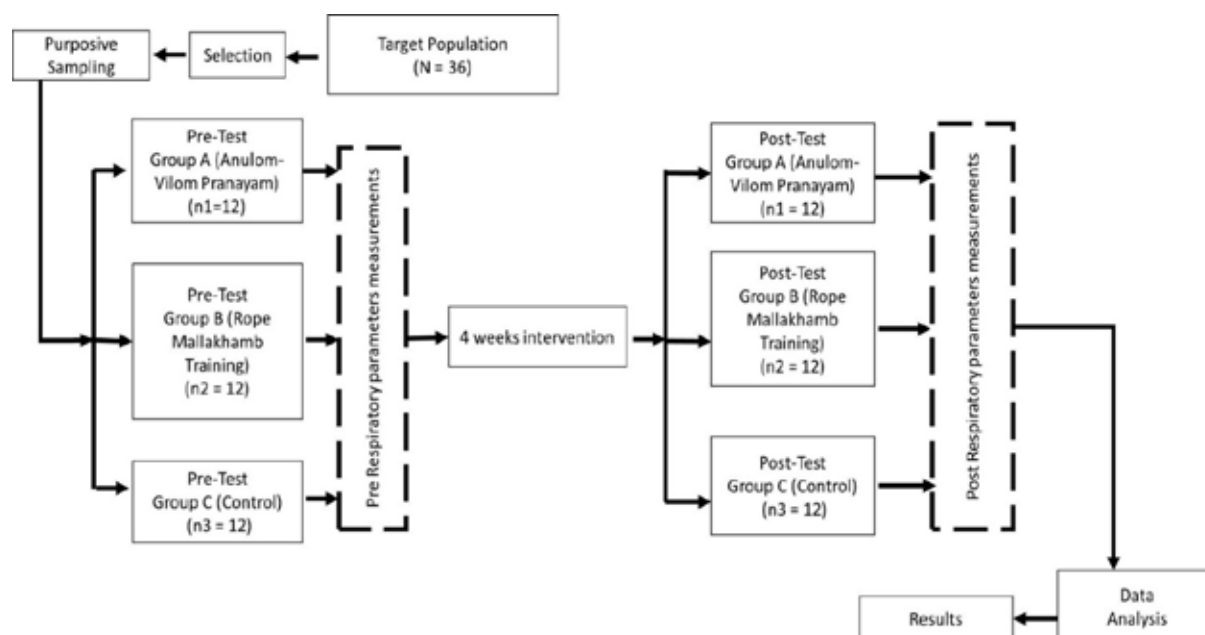 Purposive
Sampling
Selection
Target Population
(N = 36)
Pre-Test
Group A (Anulom-
Vilom Pranayam)
(n1=12)
Pre-Test
Group B (Rope
Mallakhamb
Training)
(n2 = 12)
Pre-Test
Group C (Control)
(n3 = 12)
Pre Respiratory parameters measurements
4 weeks intervention
Post-Test
Group A (Anulom-
Vilom Pranayam)
(n1 = 12)
Post-Test
Group B (Rope
Mallakhamb
Training)
(n2 = 12)
Post-Test
Group C (Control)
(n3 = 12)
Post Respiratory parameters measurements
Data
Analysis
Results